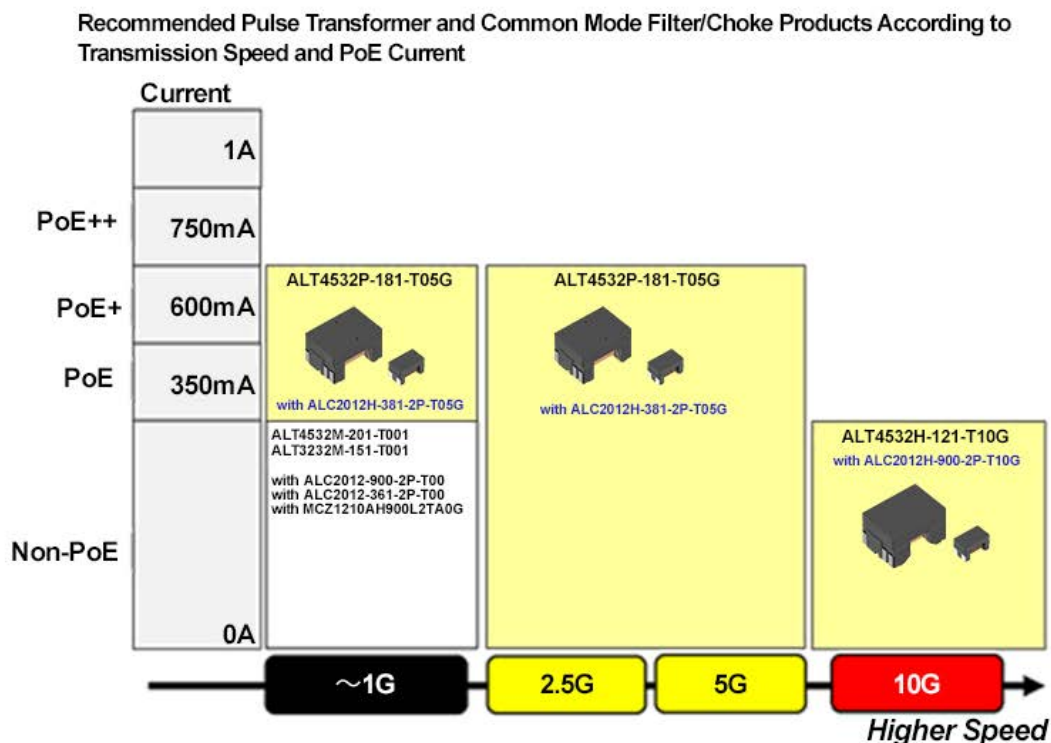 Recommended Pulse Transformer and Common Mode Filter/Choke Products According to
Transmission Speed and PoE Current
Current
1A
PoE++
750mA
PoE+
600mA
PoE
350mA
Non-PoE
0A
ALT4532P-181-T05G
with ALC2012H-381-2P-T05G
ALT4532M-201-T001
ALT3232M-151-T001
with ALC2012-900-2P-T00
with ALC2012-361-2P-T00
with MCZ1210AH900L2TA0G
ALT4532P-181-T05G
with ALC2012H-381-2P-T05G
ALT4532H-121-T10G
with ALC2012H-900-2P-T10G
～1G
2.5G
5G
10G
Higher Speed